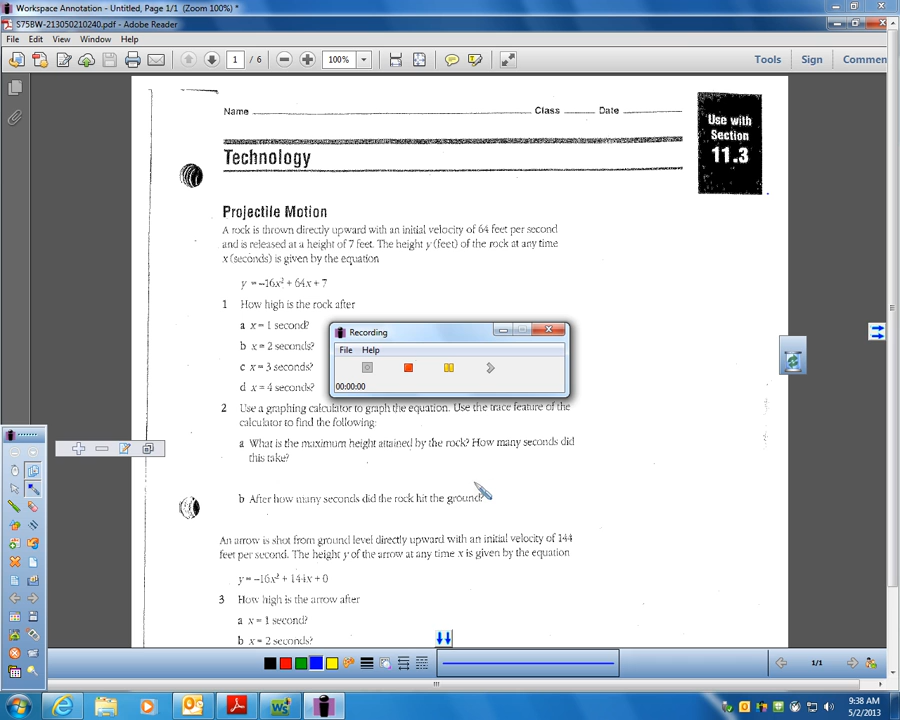 Workspace Annotation - Untitled, Page 1/1 (Zoom 100%) *
S75BW-213050210240.pdf - Adobe Reader
File Edit View Window Help
1 / 6 100% Tools Sign Commen
Name Class Date
Use with
Section
11.3
Technology
Projectile Motion
A rock is thrown directly upward with an initial velocity of 64 feet per second
and is released at a height of 7 feet. The height y (feet) of the rock at any time
x (seconds) is given by the equation
y = –16x² + 64x + 7
1 How high is the rock after
a x = 1 second?
b x = 2 seconds?
c x = 3 seconds?
d x = 4 seconds?
Recording
File Help
00:00:00
2 Use a graphing calculator to graph the equation. Use the trace feature of the
calculator to find the following:
a What is the maximum height attained by the rock? How many seconds did
this take?
b After how many seconds did the rock hit the ground?
An arrow is shot from ground level directly upward with an initial velocity of 144
feet per second. The height y of the arrow at any time x is given by the equation
y = –16x² + 144x + 0
3 How high is the arrow after
a x = 1 second?
b x = 2 seconds?
1/1
9:38 AM
5/2/2013